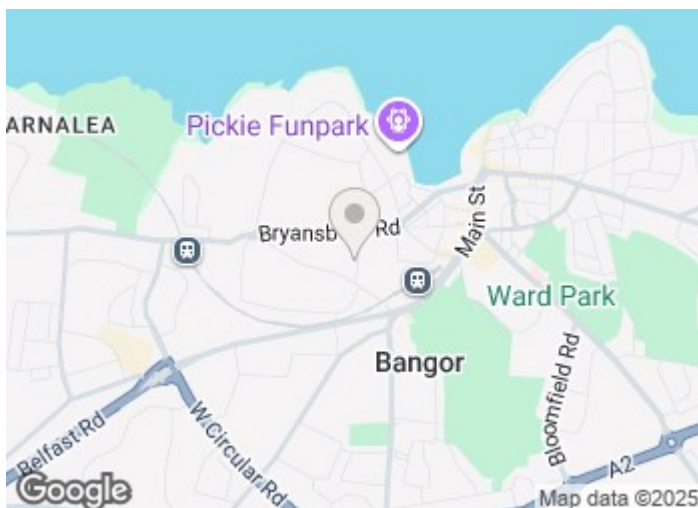 ARNALEA
Pickie Funpark
Bryansb Rd
Main St
Ward Park
Bangor
Bloomfield Rd
W Circular Rd
Belfast Rd
A2
Google
Map data ©2025